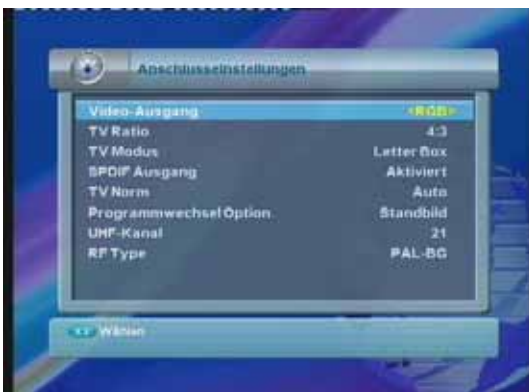 Anschlusseinstellungen
Video-Ausgang <RGB>
TV Ratio 4:3
TV Modus Letter Box
SPDIF Ausgang Aktiviert
TV Norm Auto
Programmwechsel Option Standbild
UHF-Kanal 21
RF Type PAL-BG
Wählen